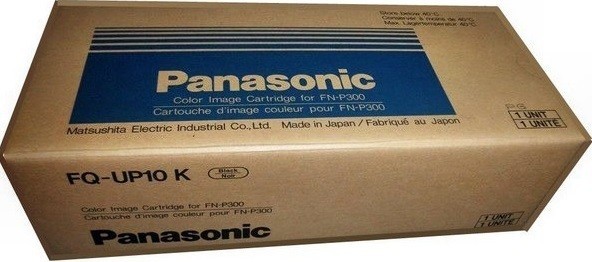 Store below 40°C
Conserver à moins de 40°C
Max. Lagertemperatur 40°C
Panasonic
Color Image Cartridge for FN-P300
Cartouche d'image couleur pour FN-P300
Matsushita Electric Industrial Co., Ltd. Made in Japan / Fabriqué au Japon
PS
1 UNIT
1 UNITÉ
FQ-UP10 K
Black
Noir
Color Image Cartridge for FN-P300
Cartouche d'image couleur pour FN-P300
Panasonic
1 UNIT
1 UNITÉ